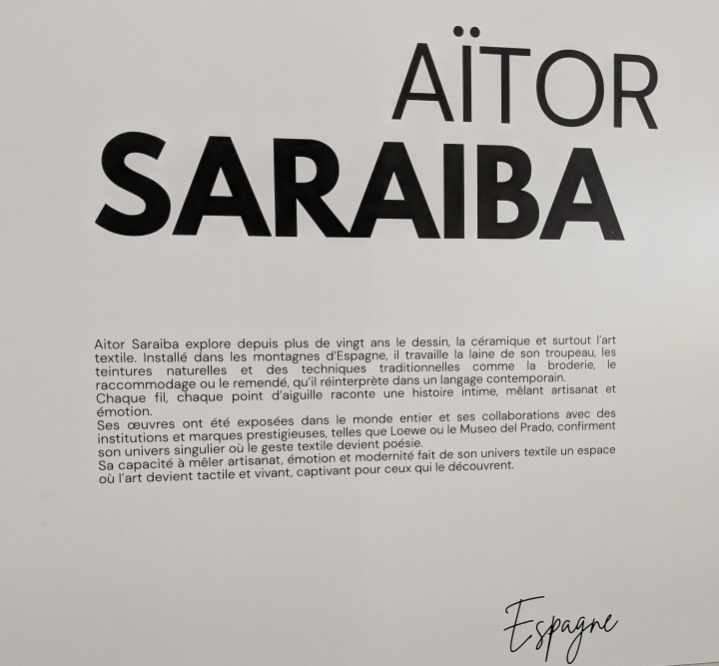 AÏTOR
SARAIBA
Aitor Saraiba explore depuis plus de vingt ans le dessin, la céramique et surtout l'art
textile. Installé dans les montagnes d'Espagne, il travaille la laine de son troupeau, les
teintures naturelles et des techniques traditionnelles comme la broderie, le
raccommodage ou le remendé, qu'il réinterprète dans un langage contemporain.
Chaque fil, chaque point d'aiguille raconte une histoire intime, mêlant artisanat et
émotion.
Ses œuvres ont été exposées dans le monde entier et ses collaborations avec des
institutions et marques prestigieuses, telles que Loewe ou le Museo del Prado, confirment
son univers singulier où le geste textile devient poésie.
Sa capacité à mêler artisanat, émotion et modernité fait de son univers textile un espace
où l'art devient tactile et vivant, captivant pour ceux qui le découvrent.
Espagne